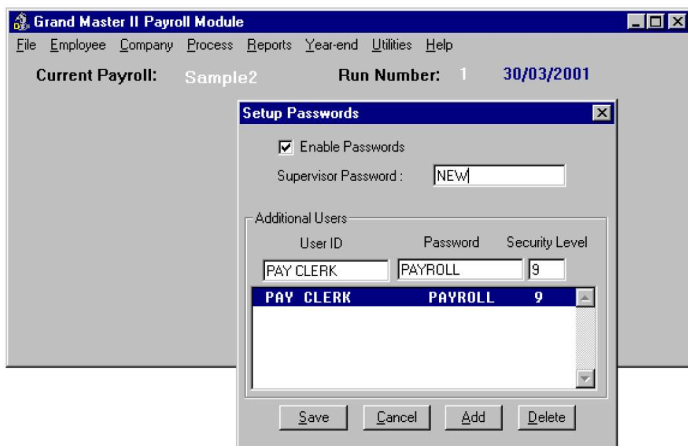 Grand Master II Payroll Module
File Employee Company Process Reports Year-end Utilities Help
Current Payroll: Sample2 Run Number: 1 30/03/2001
Setup Passwords
Enable Passwords
Supervisor Password : NEW
Additional Users
User ID Password Security Level
PAY CLERK PAYROLL 9
PAY CLERK PAYROLL 9
Save Cancel Add Delete